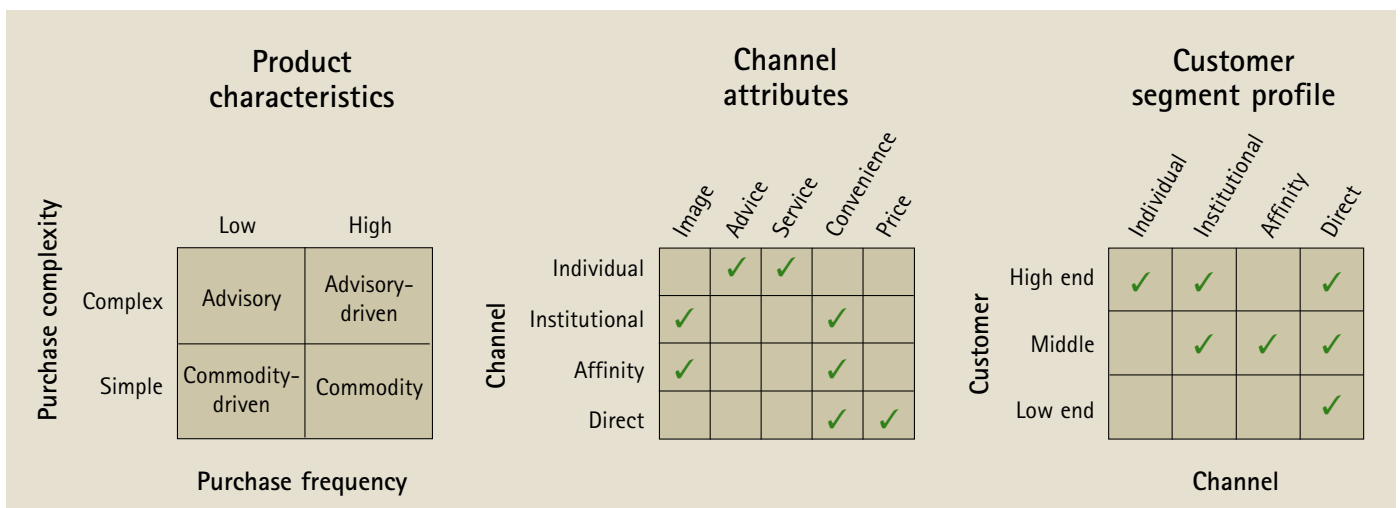 Product
characteristics
Purchase complexity
Low High
Complex Advisory Advisory-
driven
Simple Commodity-
driven Commodity
Purchase frequency
Channel
attributes
Image Advice Service Convenience Price
Channel
Individual ✓ ✓
Institutional ✓ ✓
Affinity ✓ ✓
Direct ✓ ✓
Customer
segment profile
Individual Institutional Affinity Direct
Customer
High end ✓ ✓ ✓
Middle ✓ ✓ ✓
Low end ✓
Channel